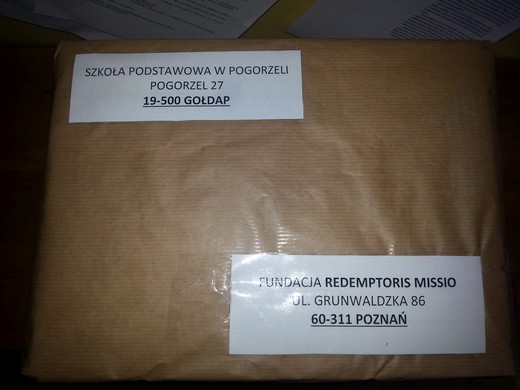 SZKOŁA PODSTAWOWA W POGORZELI
POGORZEL 27
19-500 GOŁDAP
FUNDACJA REDEMPTORIS MISSIO
UL. GRUNWALDZKA 86
60-311 POZNAŃ